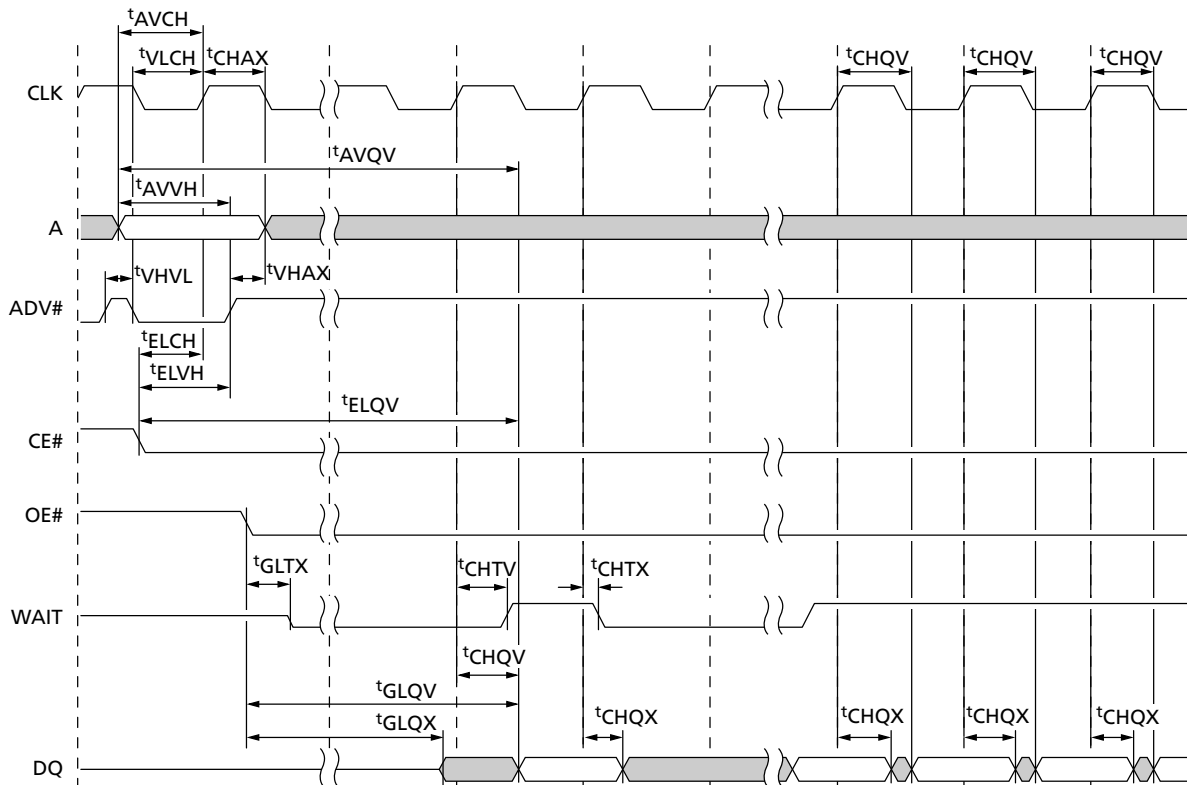 tAVCH
tVLCH tCHAX tCHQV tCHQV tCHQV
CLK
tAVQV
tAVVH
A
tVHVL tVHAX
ADV#
tELCH
tELVH
tELQV
CE#
OE#
tGLTX tCHTV tCHTX
WAIT
tCHQV
tGLQV
tGLQX tCHQX tCHQX tCHQX tCHQX
DQ